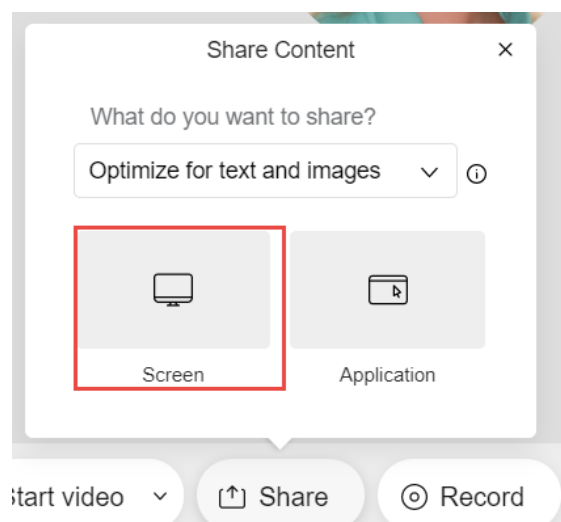 Share Content
What do you want to share?
Optimize for text and images
Screen Application
tart video Share Record